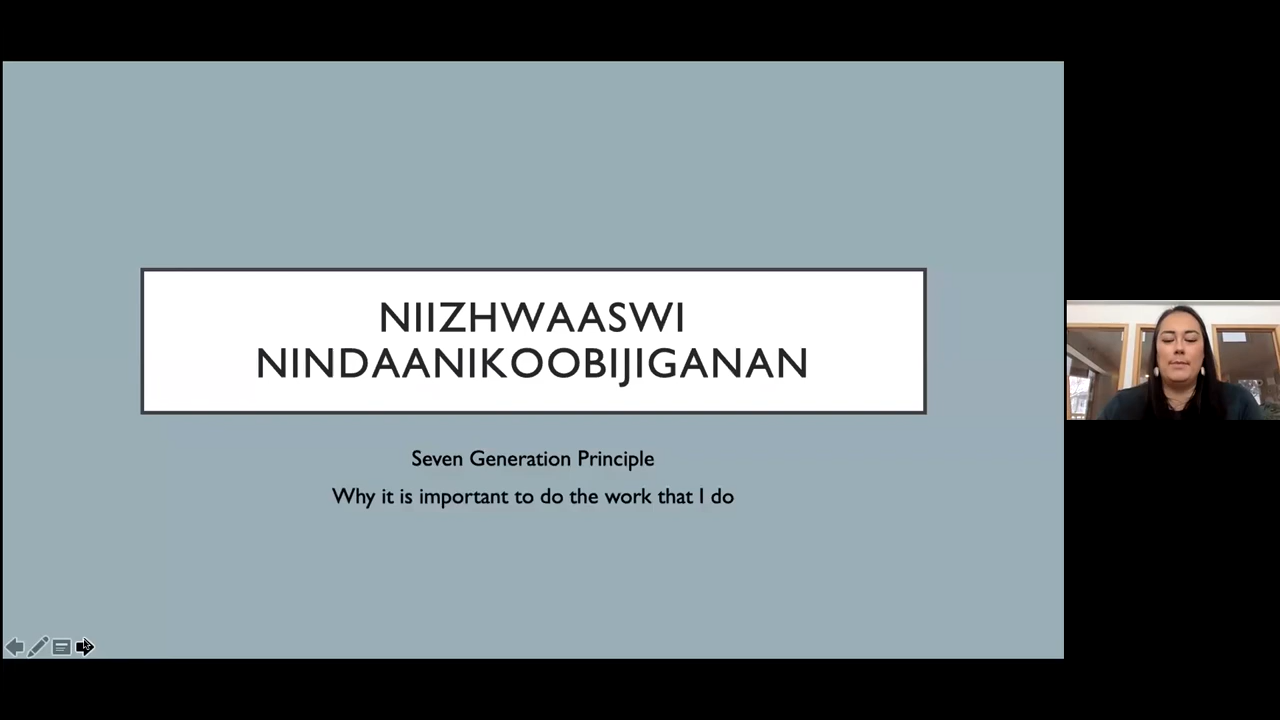 NIIZHWAASWI
NINDAANIKOOBIJIGANAN
Seven Generation Principle
Why it is important to do the work that I do